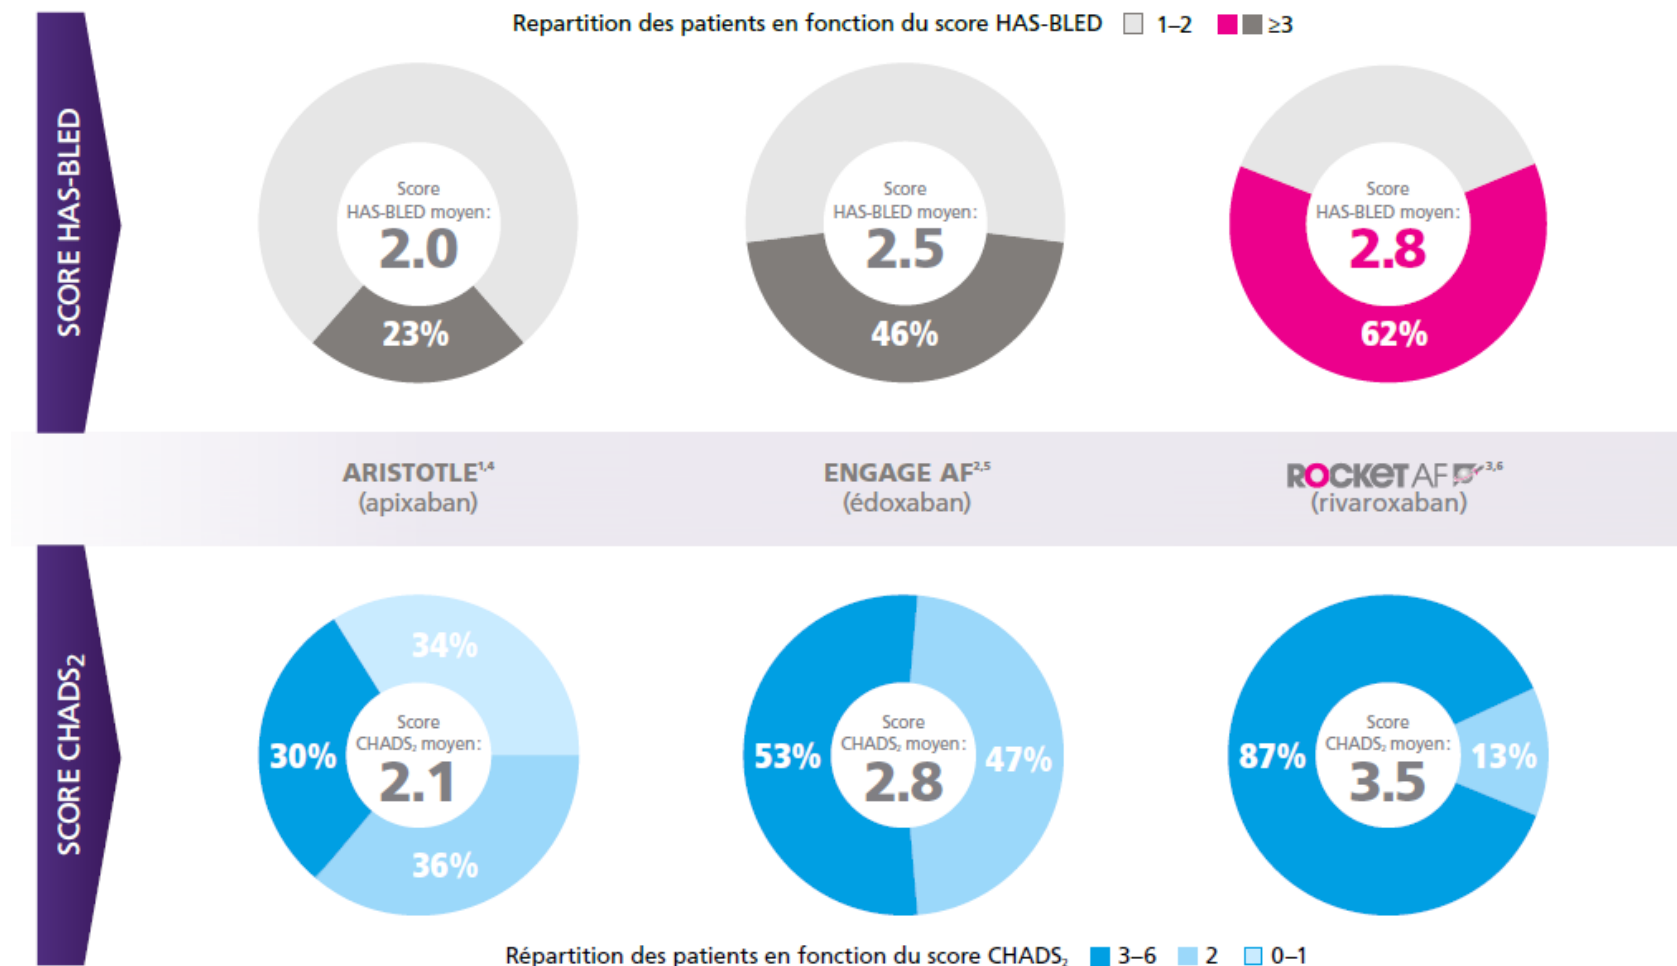 Repartition des patients en fonction du score HAS-BLED 1–2 ≥3
SCORE HAS-BLED
Score
HAS-BLED moyen:
2.0
23%
Score
HAS-BLED moyen:
2.5
46%
Score
HAS-BLED moyen:
2.8
62%
ARISTOTLE1,4
(apixaban)
ENGAGE AF2,5
(édoxaban)
ROCKET AF3,6
(rivaroxaban)
SCORE CHADS2
34%
30%
Score
CHADS2 moyen:
2.1
36%
53%
Score
CHADS2 moyen:
2.8
47%
87%
Score
CHADS2 moyen:
3.5
13%
Répartition des patients en fonction du score CHADS2 3–6 2 0–1